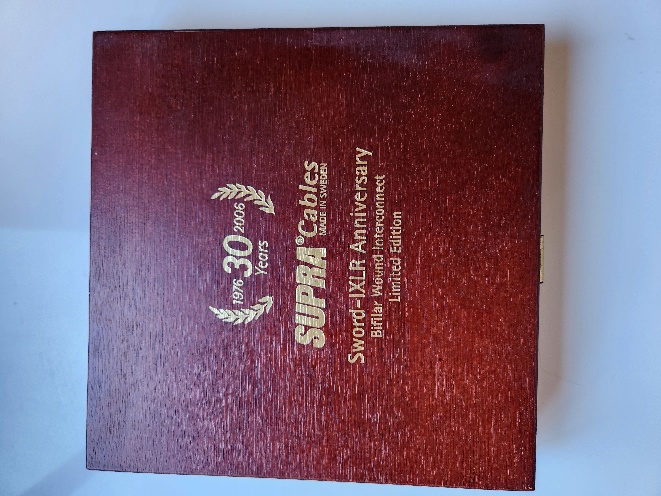 1976 30 2006
Years
SUPRA® Cables
MADE IN SWEDEN
Sword-IXLR Anniversary
Bifilar Wound Interconnect
Limited Edition